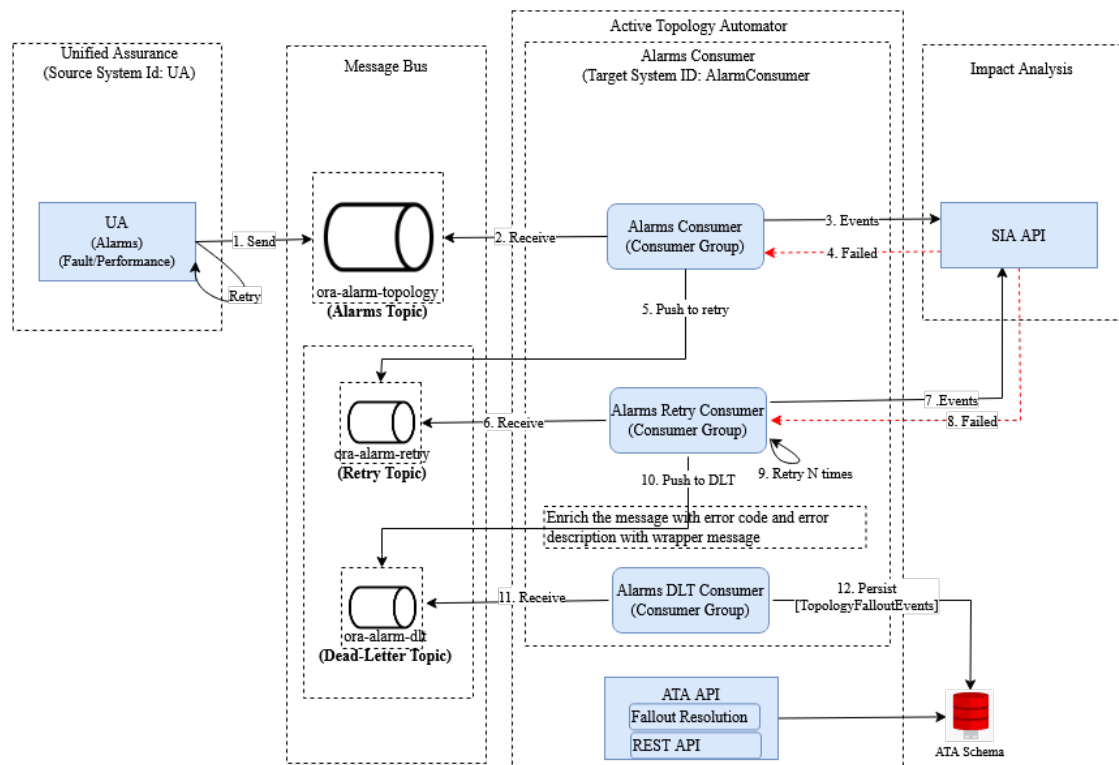 Active Topology Automator
Unified Assurance
(Source System Id: UA)
Message Bus
Alarms Consumer
(Target System ID: AlarmConsumer
Impact Analysis
UA
(Alarms)
(Fault/Performance)
1. Send
Retry
ora-alarm-topology
(Alarms Topic)
2. Receive
Alarms Consumer
(Consumer Group)
3. Events
4. Failed
SIA API
5. Push to retry
ora-alarm-retry
(Retry Topic)
6. Receive
Alarms Retry Consumer
(Consumer Group)
7 .Events
8. Failed
9. Retry N times
10. Push to DLT
Enrich the message with error code and error
description with wrapper message
ora-alarm-dlt
(Dead-Letter Topic)
11. Receive
Alarms DLT Consumer
(Consumer Group)
12. Persist
[TopologyFalloutEvents]
ATA API
Fallout Resolution
REST API
ATA Schema